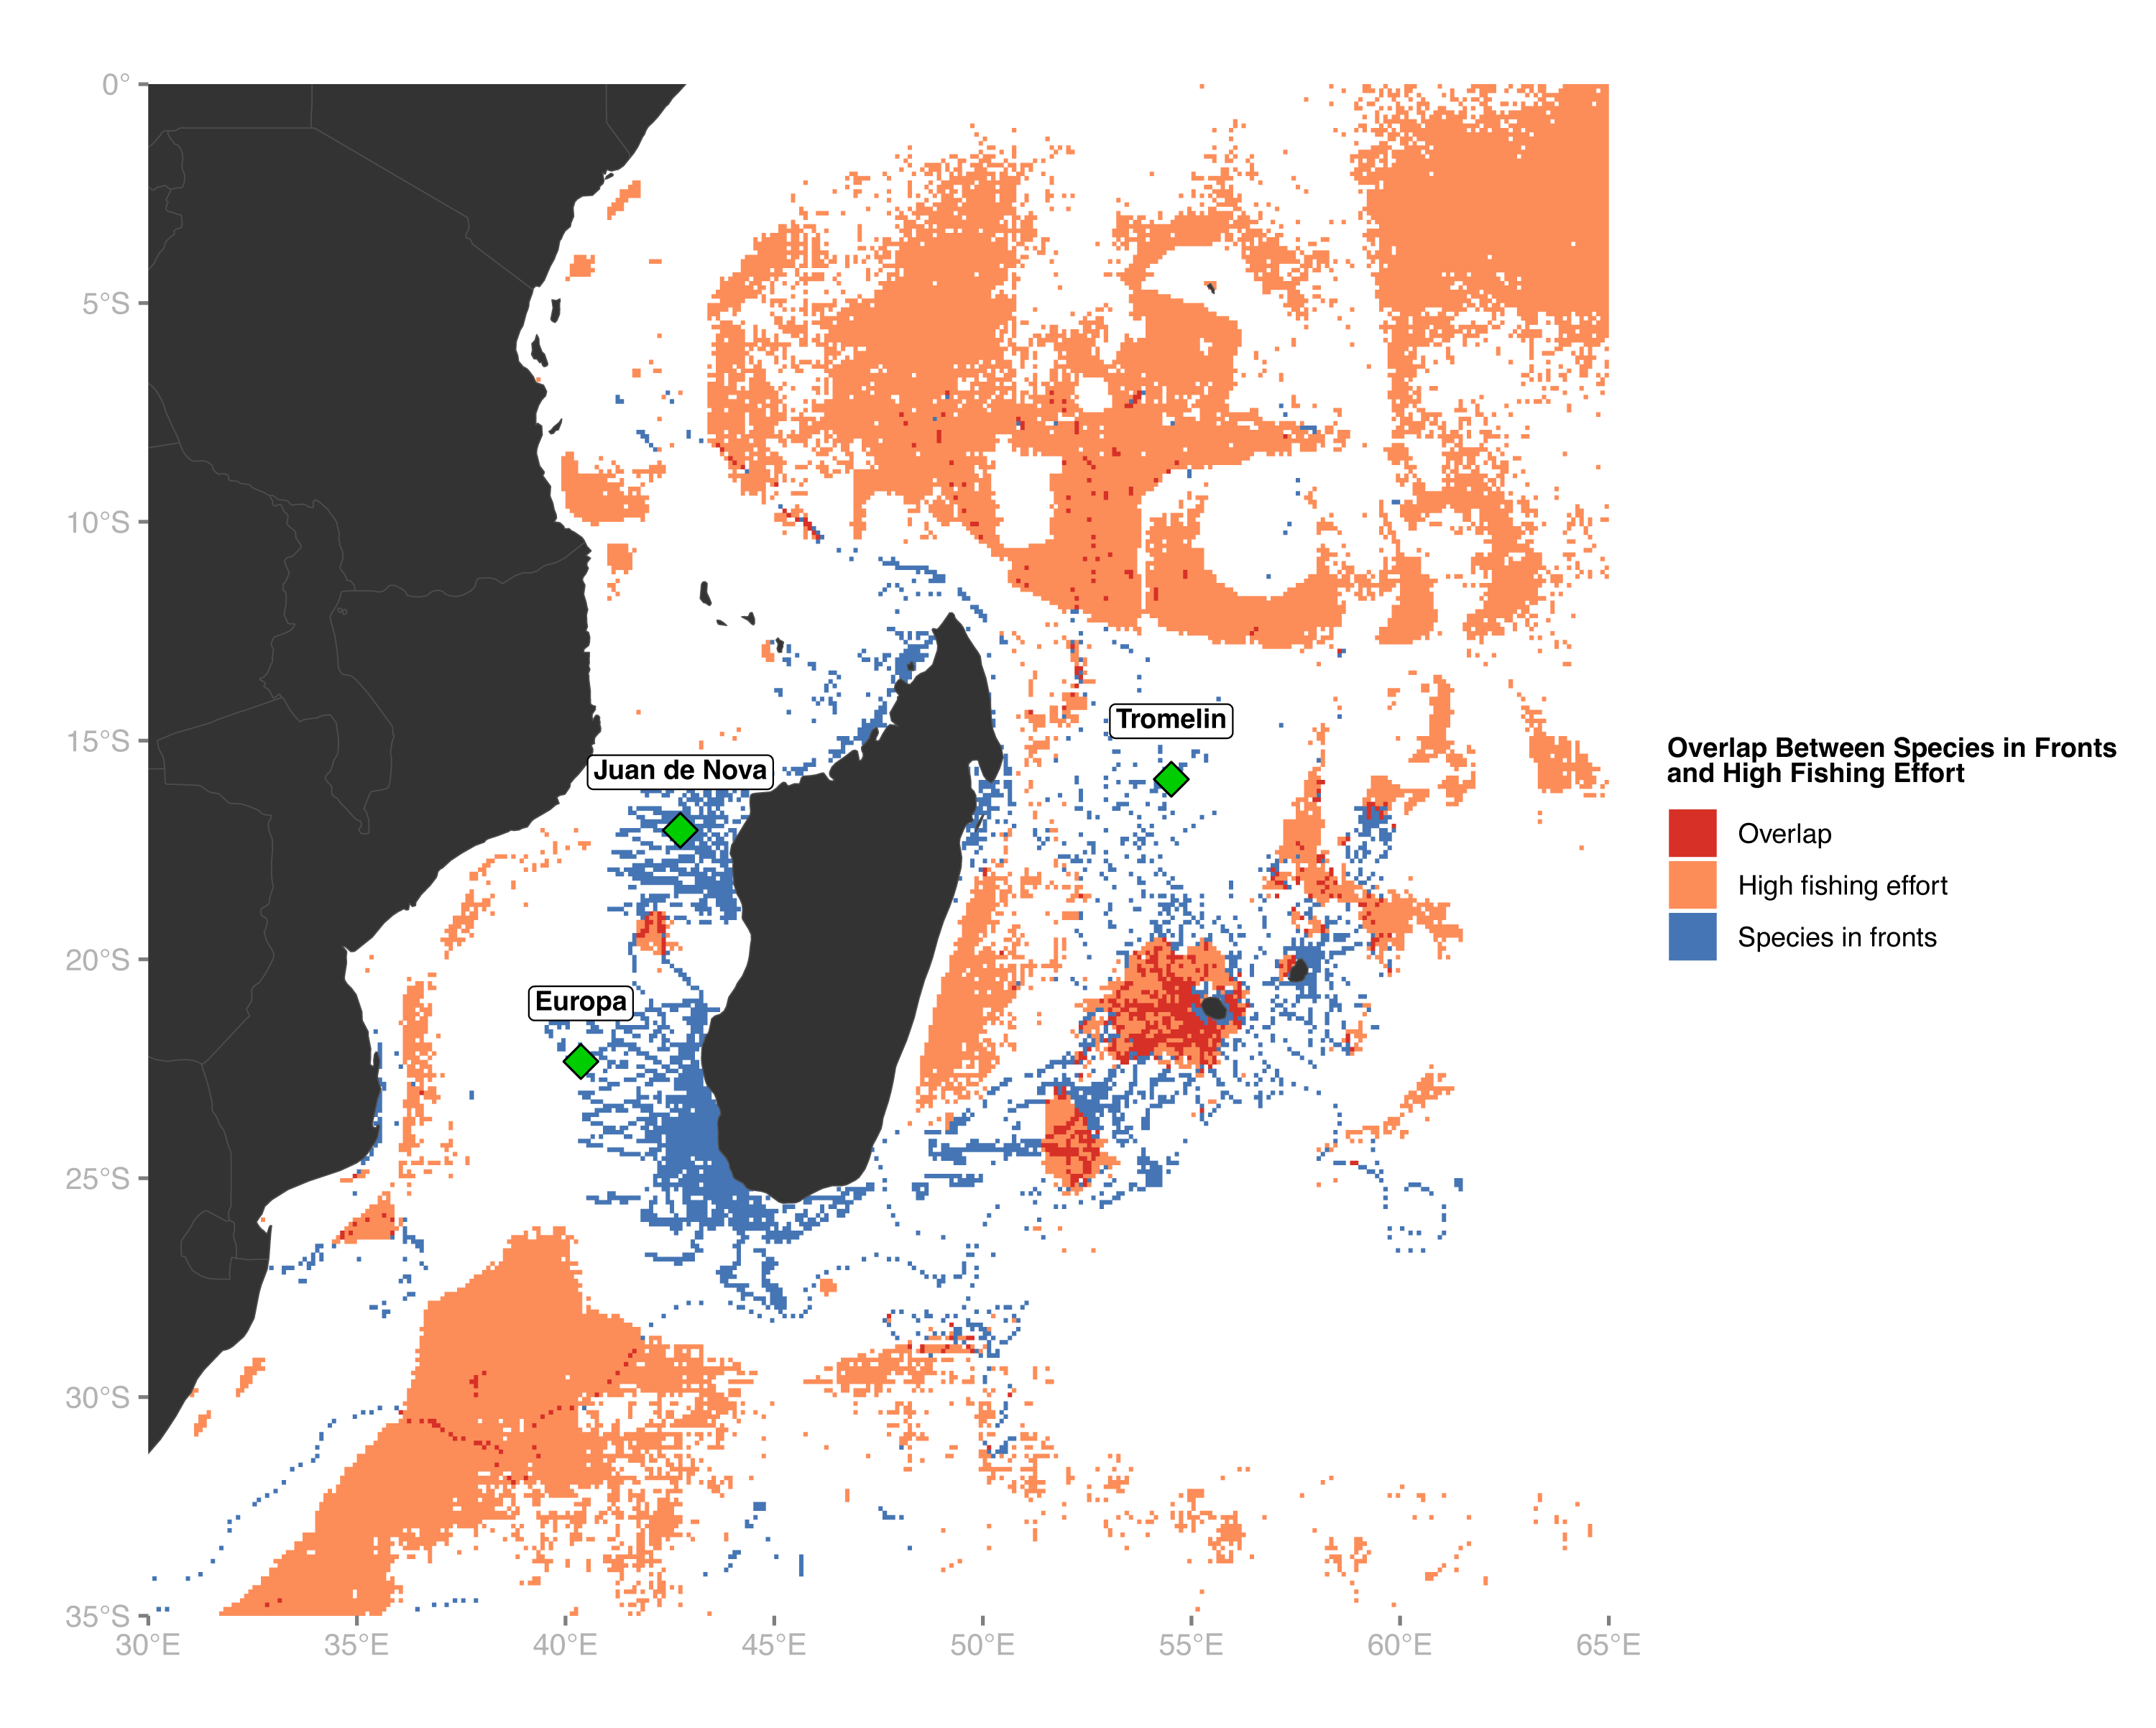 0°
5°S
10°S
15°S
20°S
25°S
30°S
35°S
30°E
35°E
40°E
45°E
50°E
55°E
60°E
65°E
Tromelin
Juan de Nova
Europa
Overlap Between Species in Fronts
and High Fishing Effort
Overlap
High fishing effort
Species in fronts